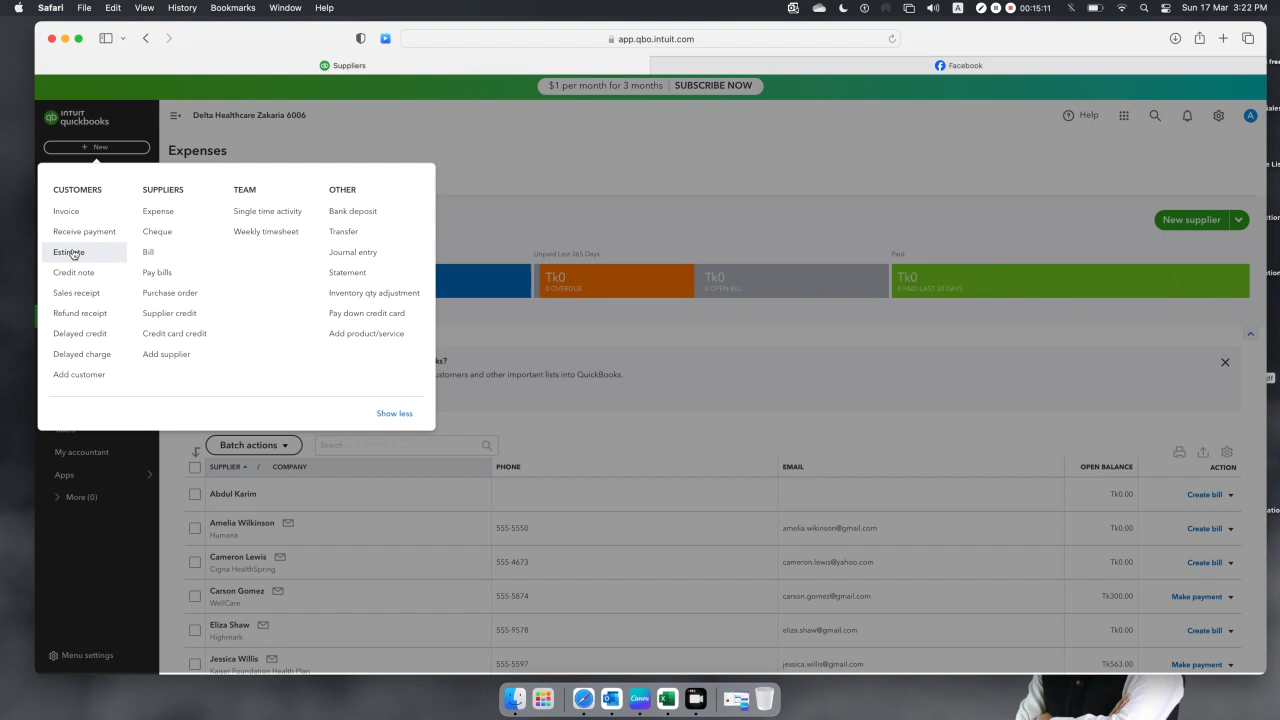 Safari File Edit View History Bookmarks Window Help
00:15:11
A
Sun 17 Mar 3:22 PM
app.qbo.intuit.com
Suppliers
Facebook
$1 per month for 3 months
SUBSCRIBE NOW
INTUIT
quickbooks
Delta Healthcare Zakaria 6006
Help
A
+ New
Expenses
CUSTOMERS
SUPPLIERS
TEAM
OTHER
Invoice
Expense
Single time activity
Bank deposit
Receive payment
Cheque
Weekly timesheet
Transfer
Estimate
Bill
Journal entry
Credit note
Pay bills
Statement
Sales receipt
Purchase order
Inventory qty adjustment
Refund receipt
Supplier credit
Pay down credit card
Delayed credit
Credit card credit
Add product/service
Delayed charge
Add supplier
Add customer
Show less
New supplier
Unpaid Last 365 Days
Paid
Tk0
0 OVERDUE
Tk0
0 OPEN BILL
Tk0
0 PAID LAST 30 DAYS
ks?
ustomers and other important lists into QuickBooks.
My accountant
Apps
More (0)
Menu settings
Batch actions
Search
SUPPLIER / COMPANY
PHONE
EMAIL
OPEN BALANCE
ACTION
Abdul Karim
Tk0.00
Create bill
Amelia Wilkinson
Humana
555-5550
amelia.wikinson@gmail.com
Tk0.00
Create bill
Cameron Lewis
Cigna HealthSpring
555-4673
cameron.lewis@yahoo.com
Tk0.00
Create bill
Carson Gomez
WellCare
555-5874
carson.gomez@gmail.com
Tk300.00
Make payment
Eliza Shaw
Highmark
555-9578
eliza.shaw@gmail.com
Tk0.00
Create bill
Jessica Willis
Kaiser Foundation Health Plan
555-5597
jessica.willis@gmail.com
Tk563.00
Make payment
Canva